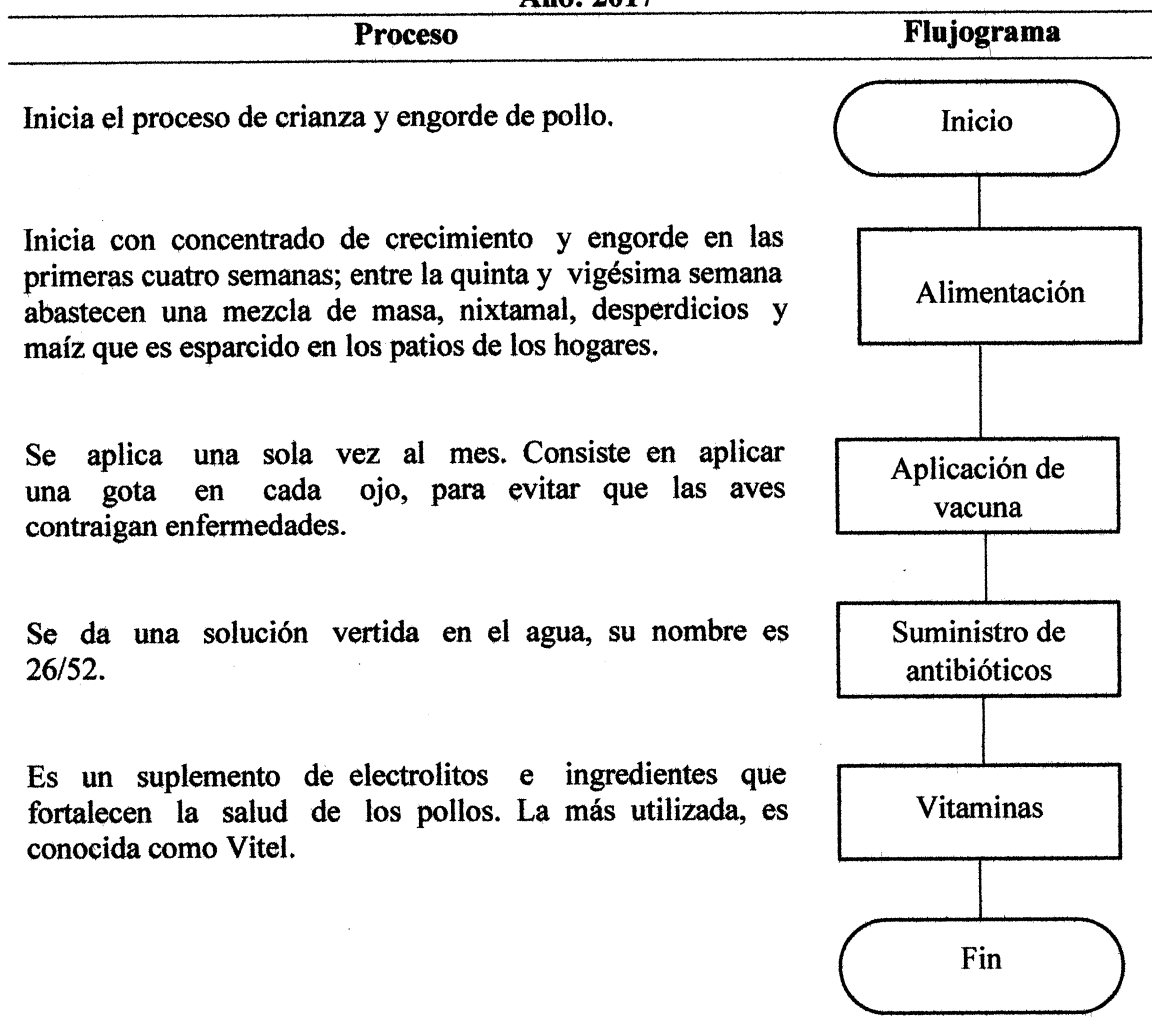 Año: 2017
Proceso Flujograma
Inicia el proceso de crianza y engorde de pollo.
Inicio
Inicia con concentrado de crecimiento y engorde en las
primeras cuatro semanas; entre la quinta y vigésima semana
abastecen una mezcla de masa, nixtamal, desperdicios y
maíz que es esparcido en los patios de los hogares.
Alimentación
Se aplica una sola vez al mes. Consiste en aplicar
una gota en cada ojo, para evitar que las aves
contraigan enfermedades.
Aplicación de
vacuna
Se da una solución vertida en el agua, su nombre es
26/52.
Suministro de
antibióticos
Es un suplemento de electrolitos e ingredientes que
fortalecen la salud de los pollos. La más utilizada, es
conocida como Vitel.
Vitaminas
Fin